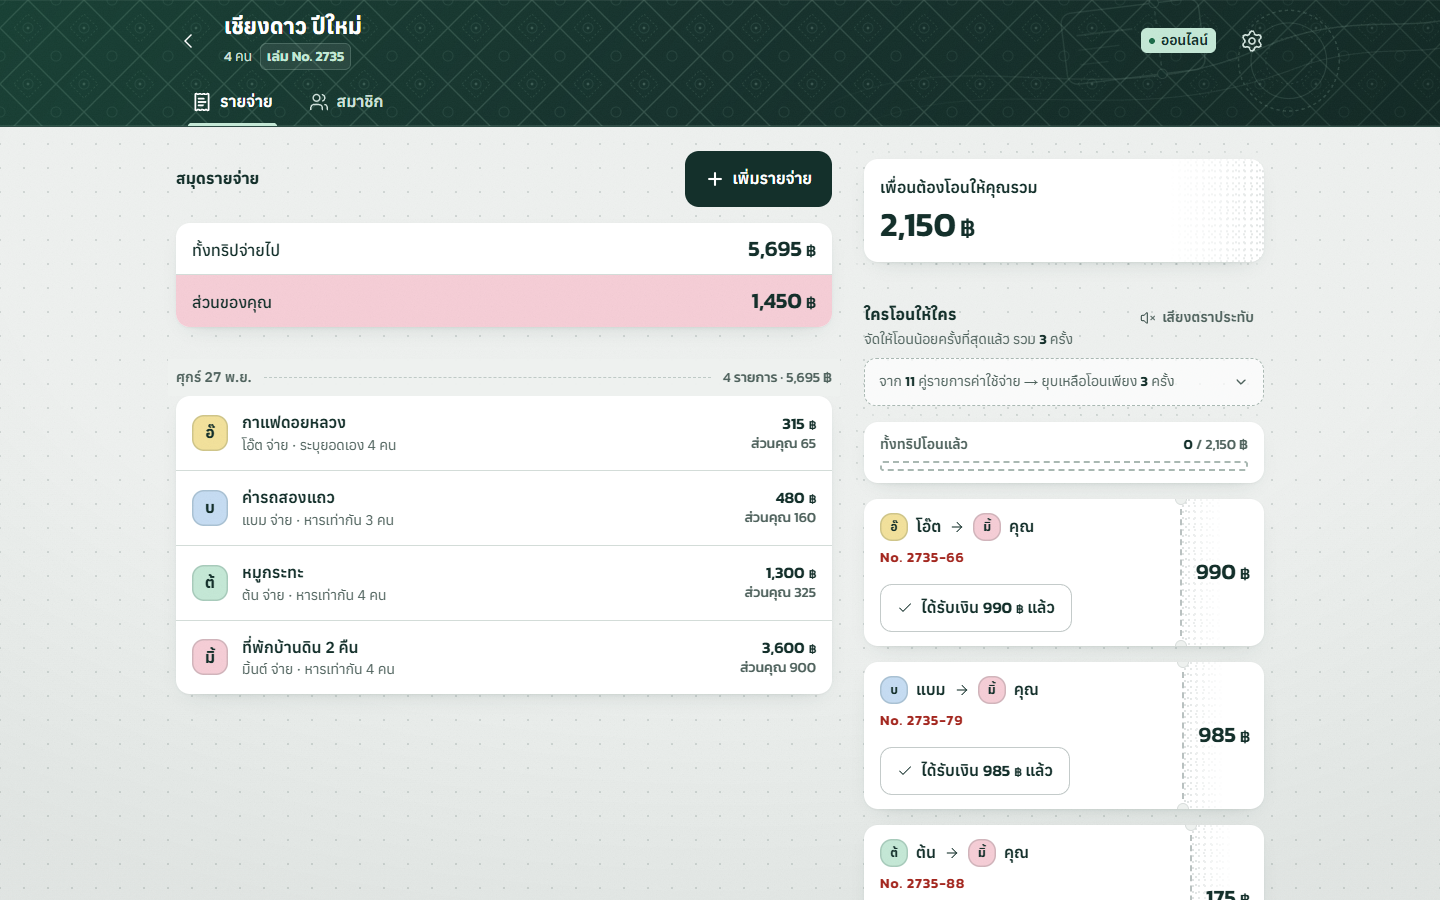 เชียงดาว ปีใหม่
4 คน เล่ม No. 2735
ออนไลน์
รายจ่าย
สมาชิก
สมุดรายจ่าย
เพิ่มรายจ่าย
ทั้งทริปจ่ายไป 5,695 ฿
ส่วนของคุณ 1,450 ฿
ศุกร์ 27 พ.ย. 4 รายการ · 5,695 ฿
อ๊ กาแฟดอยหลวง 315 ฿
โอ๊ต จ่าย · ระบุยอดเอง 4 คน ส่วนคุณ 65
บ ค่ารถสองแถว 480 ฿
แบม จ่าย · หารเท่ากัน 3 คน ส่วนคุณ 160
ต้ หมูกระทะ 1,300 ฿
ต้น จ่าย · หารเท่ากัน 4 คน ส่วนคุณ 325
มิ้ ที่พักบ้านดิน 2 คืน 3,600 ฿
มิ้นต์ จ่าย · หารเท่ากัน 4 คน ส่วนคุณ 900
เพื่อนต้องโอนให้คุณรวม
2,150 ฿
ใครโอนให้ใคร
เสียงตราประทับ
จัดให้โอนน้อยครั้งที่สุดแล้ว รวม 3 ครั้ง
จาก 11 คู่รายการค่าใช้จ่าย → ยุบเหลือโอนเพียง 3 ครั้ง
ทั้งทริปโอนแล้ว 0 / 2,150 ฿
อ๊ โอ๊ต → มิ้ คุณ
No. 2735-66
990 ฿
ได้รับเงิน 990 ฿ แล้ว
บ แบม → มิ้ คุณ
No. 2735-79
985 ฿
ได้รับเงิน 985 ฿ แล้ว
ต้ ต้น → มิ้ คุณ
No. 2735-88
175 ฿